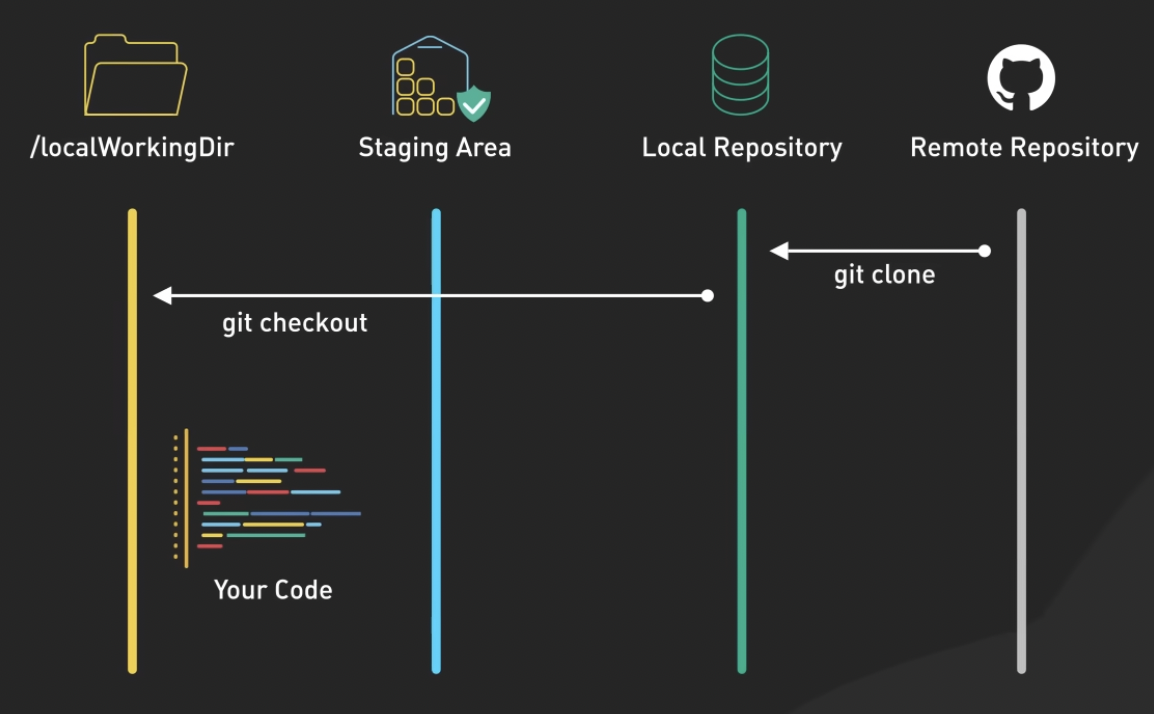 /localWorkingDir
Staging Area
Local Repository
Remote Repository
git clone
git checkout
Your Code